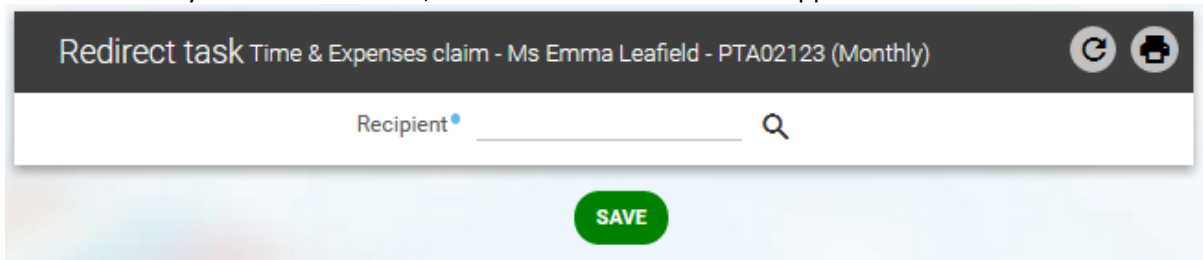 Redirect task Time & Expenses claim - Ms Emma Leafield - PTA02123 (Monthly)
Recipient
SAVE